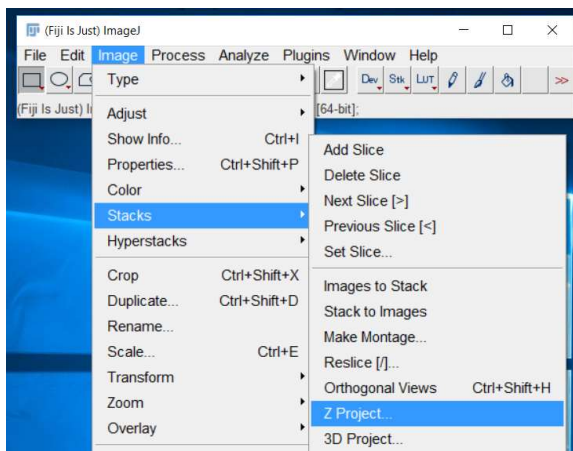 (Fiji Is Just) ImageJ
File Edit Image Process Analyze Plugins Window Help
Dev Stk LUT >>
(Fiji Is Just) I [64-bit];
Type
Adjust
Show Info... Ctrl+I
Properties... Ctrl+Shift+P
Color
Stacks
Hyperstacks
Crop Ctrl+Shift+X
Duplicate... Ctrl+Shift+D
Rename...
Scale... Ctrl+E
Transform
Zoom
Overlay
Add Slice
Delete Slice
Next Slice [>]
Previous Slice [<]
Set Slice...
Images to Stack
Stack to Images
Make Montage...
Reslice [/]...
Orthogonal Views Ctrl+Shift+H
Z Project...
3D Project...